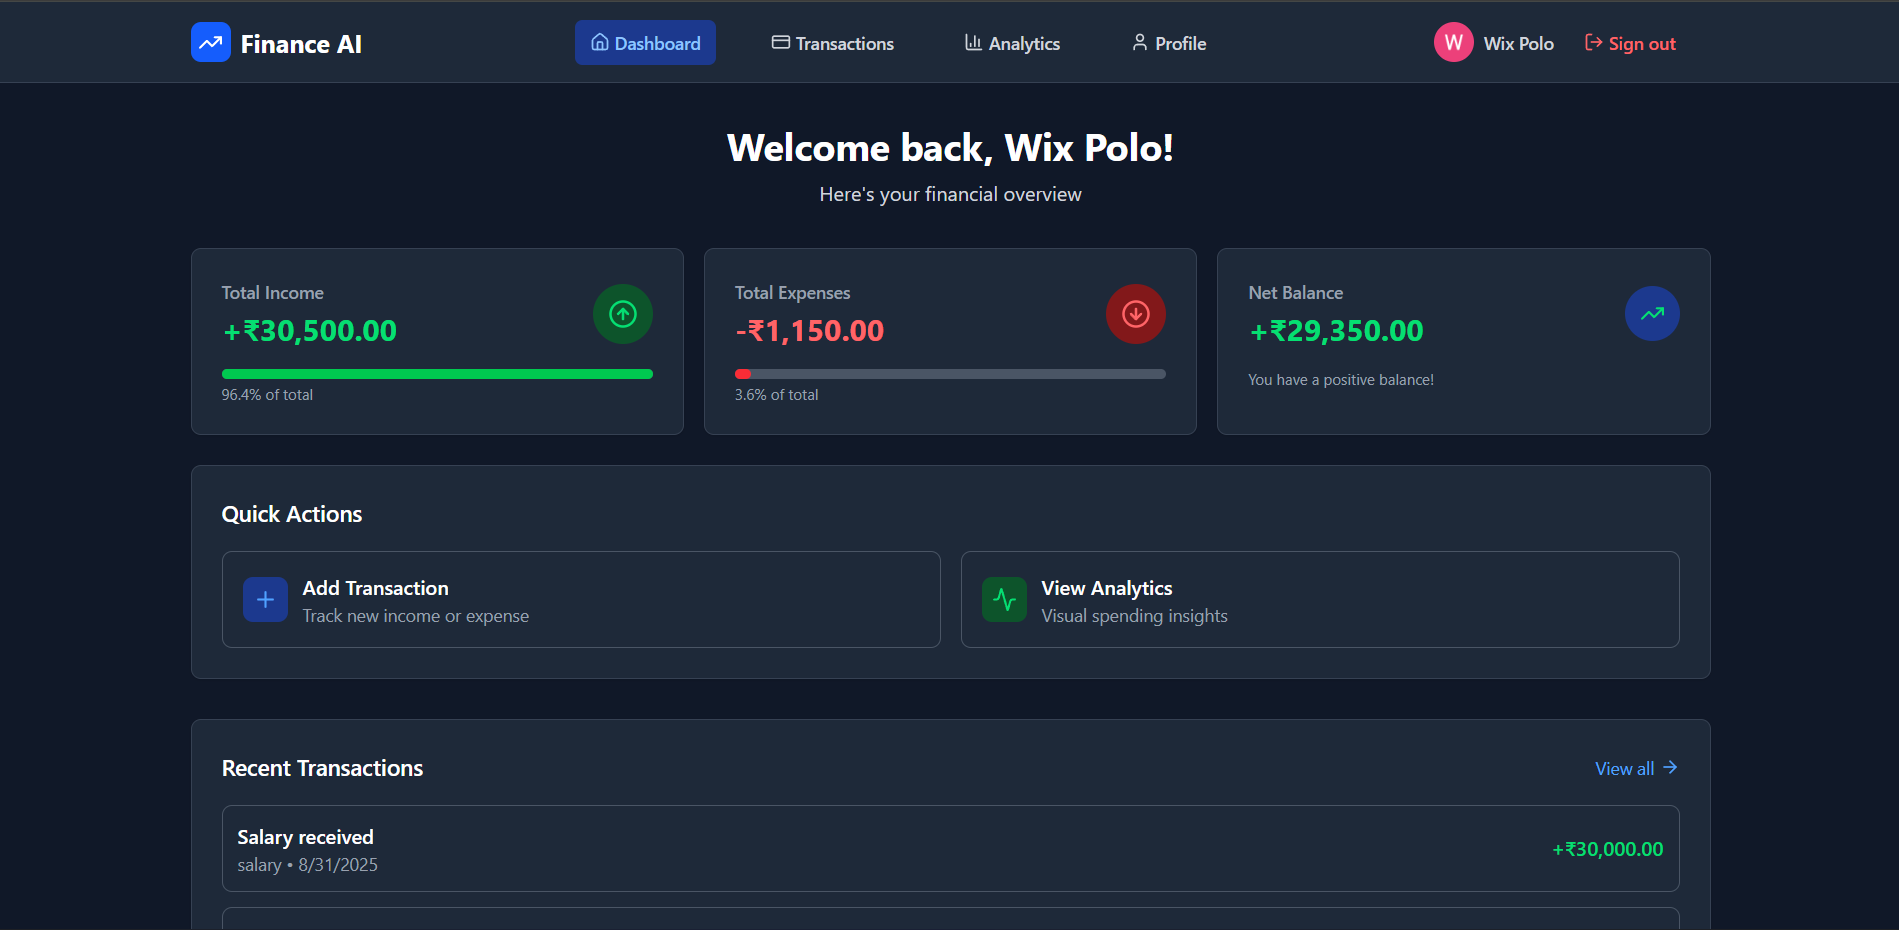 Finance AI
Dashboard
Transactions
Analytics
Profile
W
Wix Polo
Sign out
Welcome back, Wix Polo!
Here's your financial overview
Total Income
+₹30,500.00
96.4% of total
Total Expenses
-₹1,150.00
3.6% of total
Net Balance
+₹29,350.00
You have a positive balance!
Quick Actions
Add Transaction
Track new income or expense
View Analytics
Visual spending insights
Recent Transactions
View all
Salary received
salary • 8/31/2025
+₹30,000.00